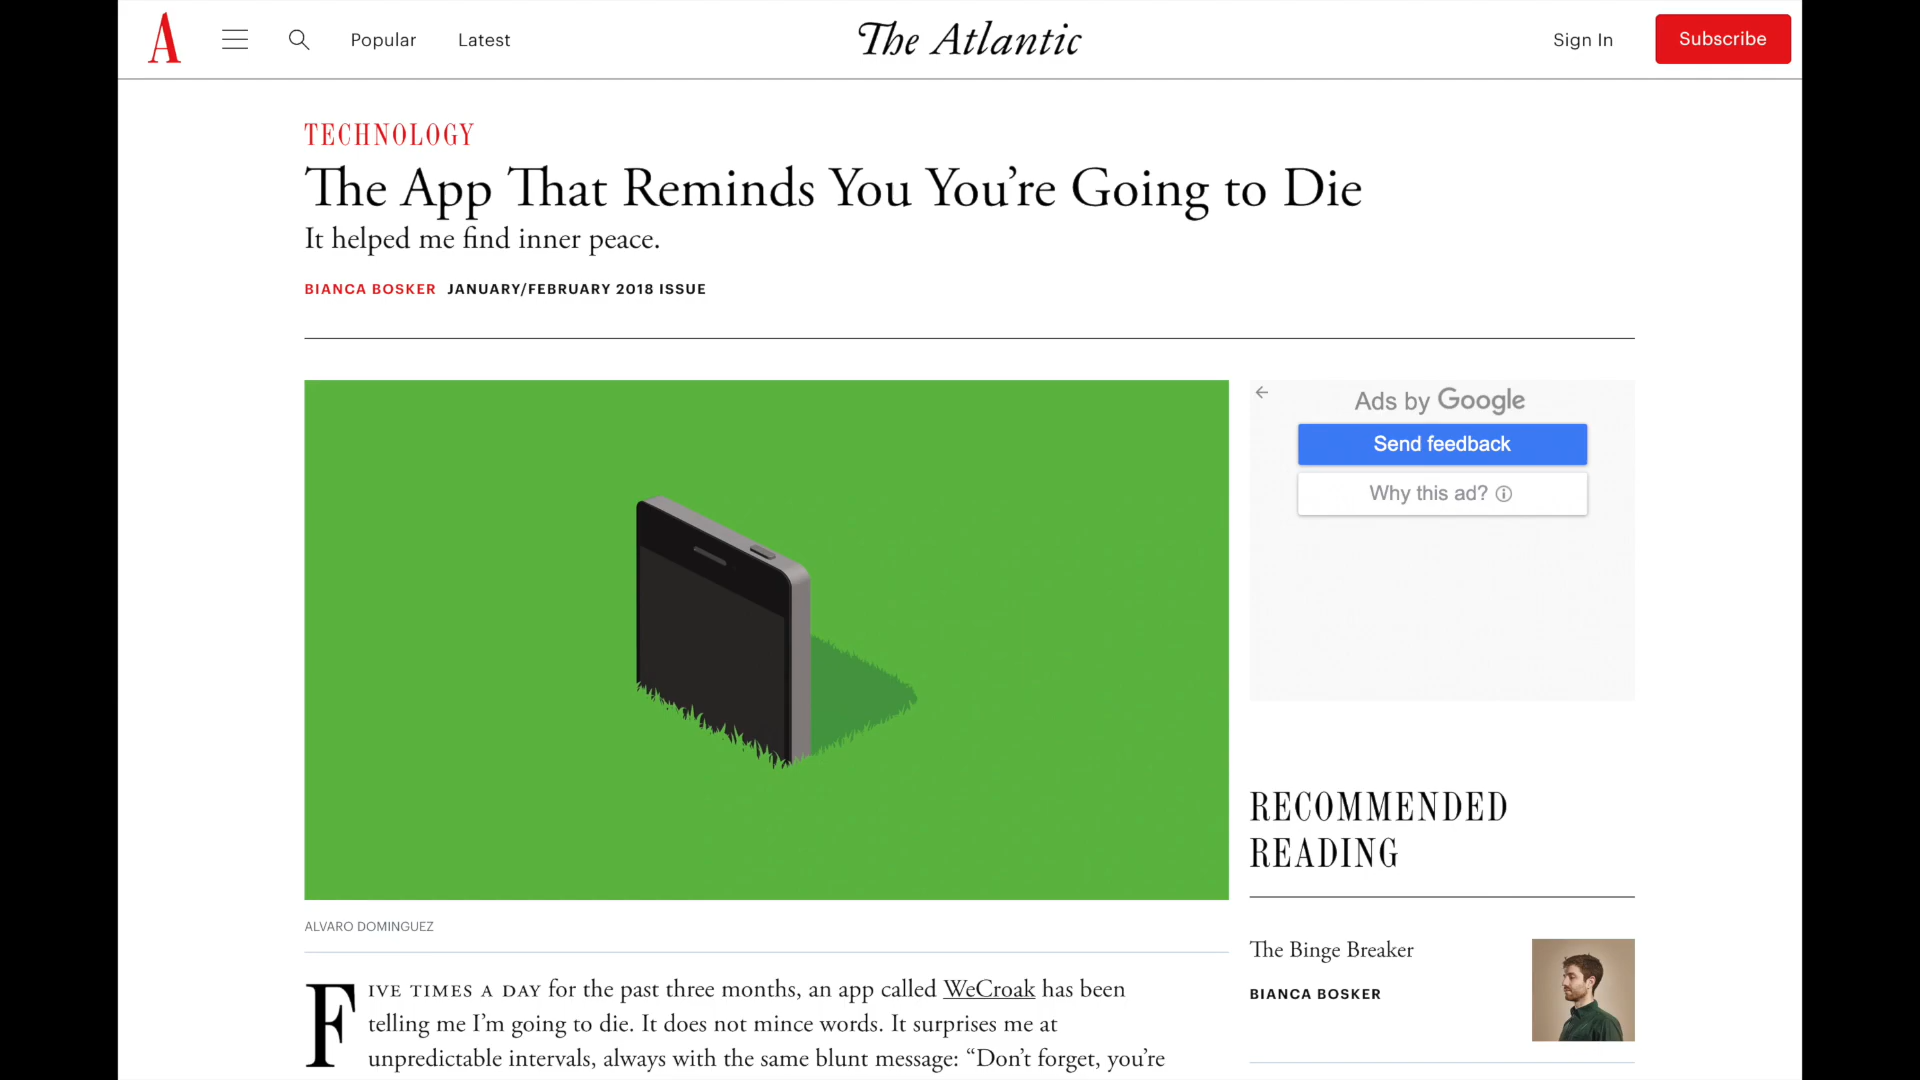 A
Popular
Latest
The Atlantic
Sign In
Subscribe
TECHNOLOGY
The App That Reminds You You’re Going to Die
It helped me find inner peace.
BIANCA BOSKER JANUARY/FEBRUARY 2018 ISSUE
Ads by Google
Send feedback
Why this ad?
ALVARO DOMINGUEZ
FIVE TIMES A DAY for the past three months, an app called WeCroak has been
telling me I’m going to die. It does not mince words. It surprises me at
unpredictable intervals, always with the same blunt message: “Don’t forget, you’re
RECOMMENDED
READING
The Binge Breaker
BIANCA BOSKER